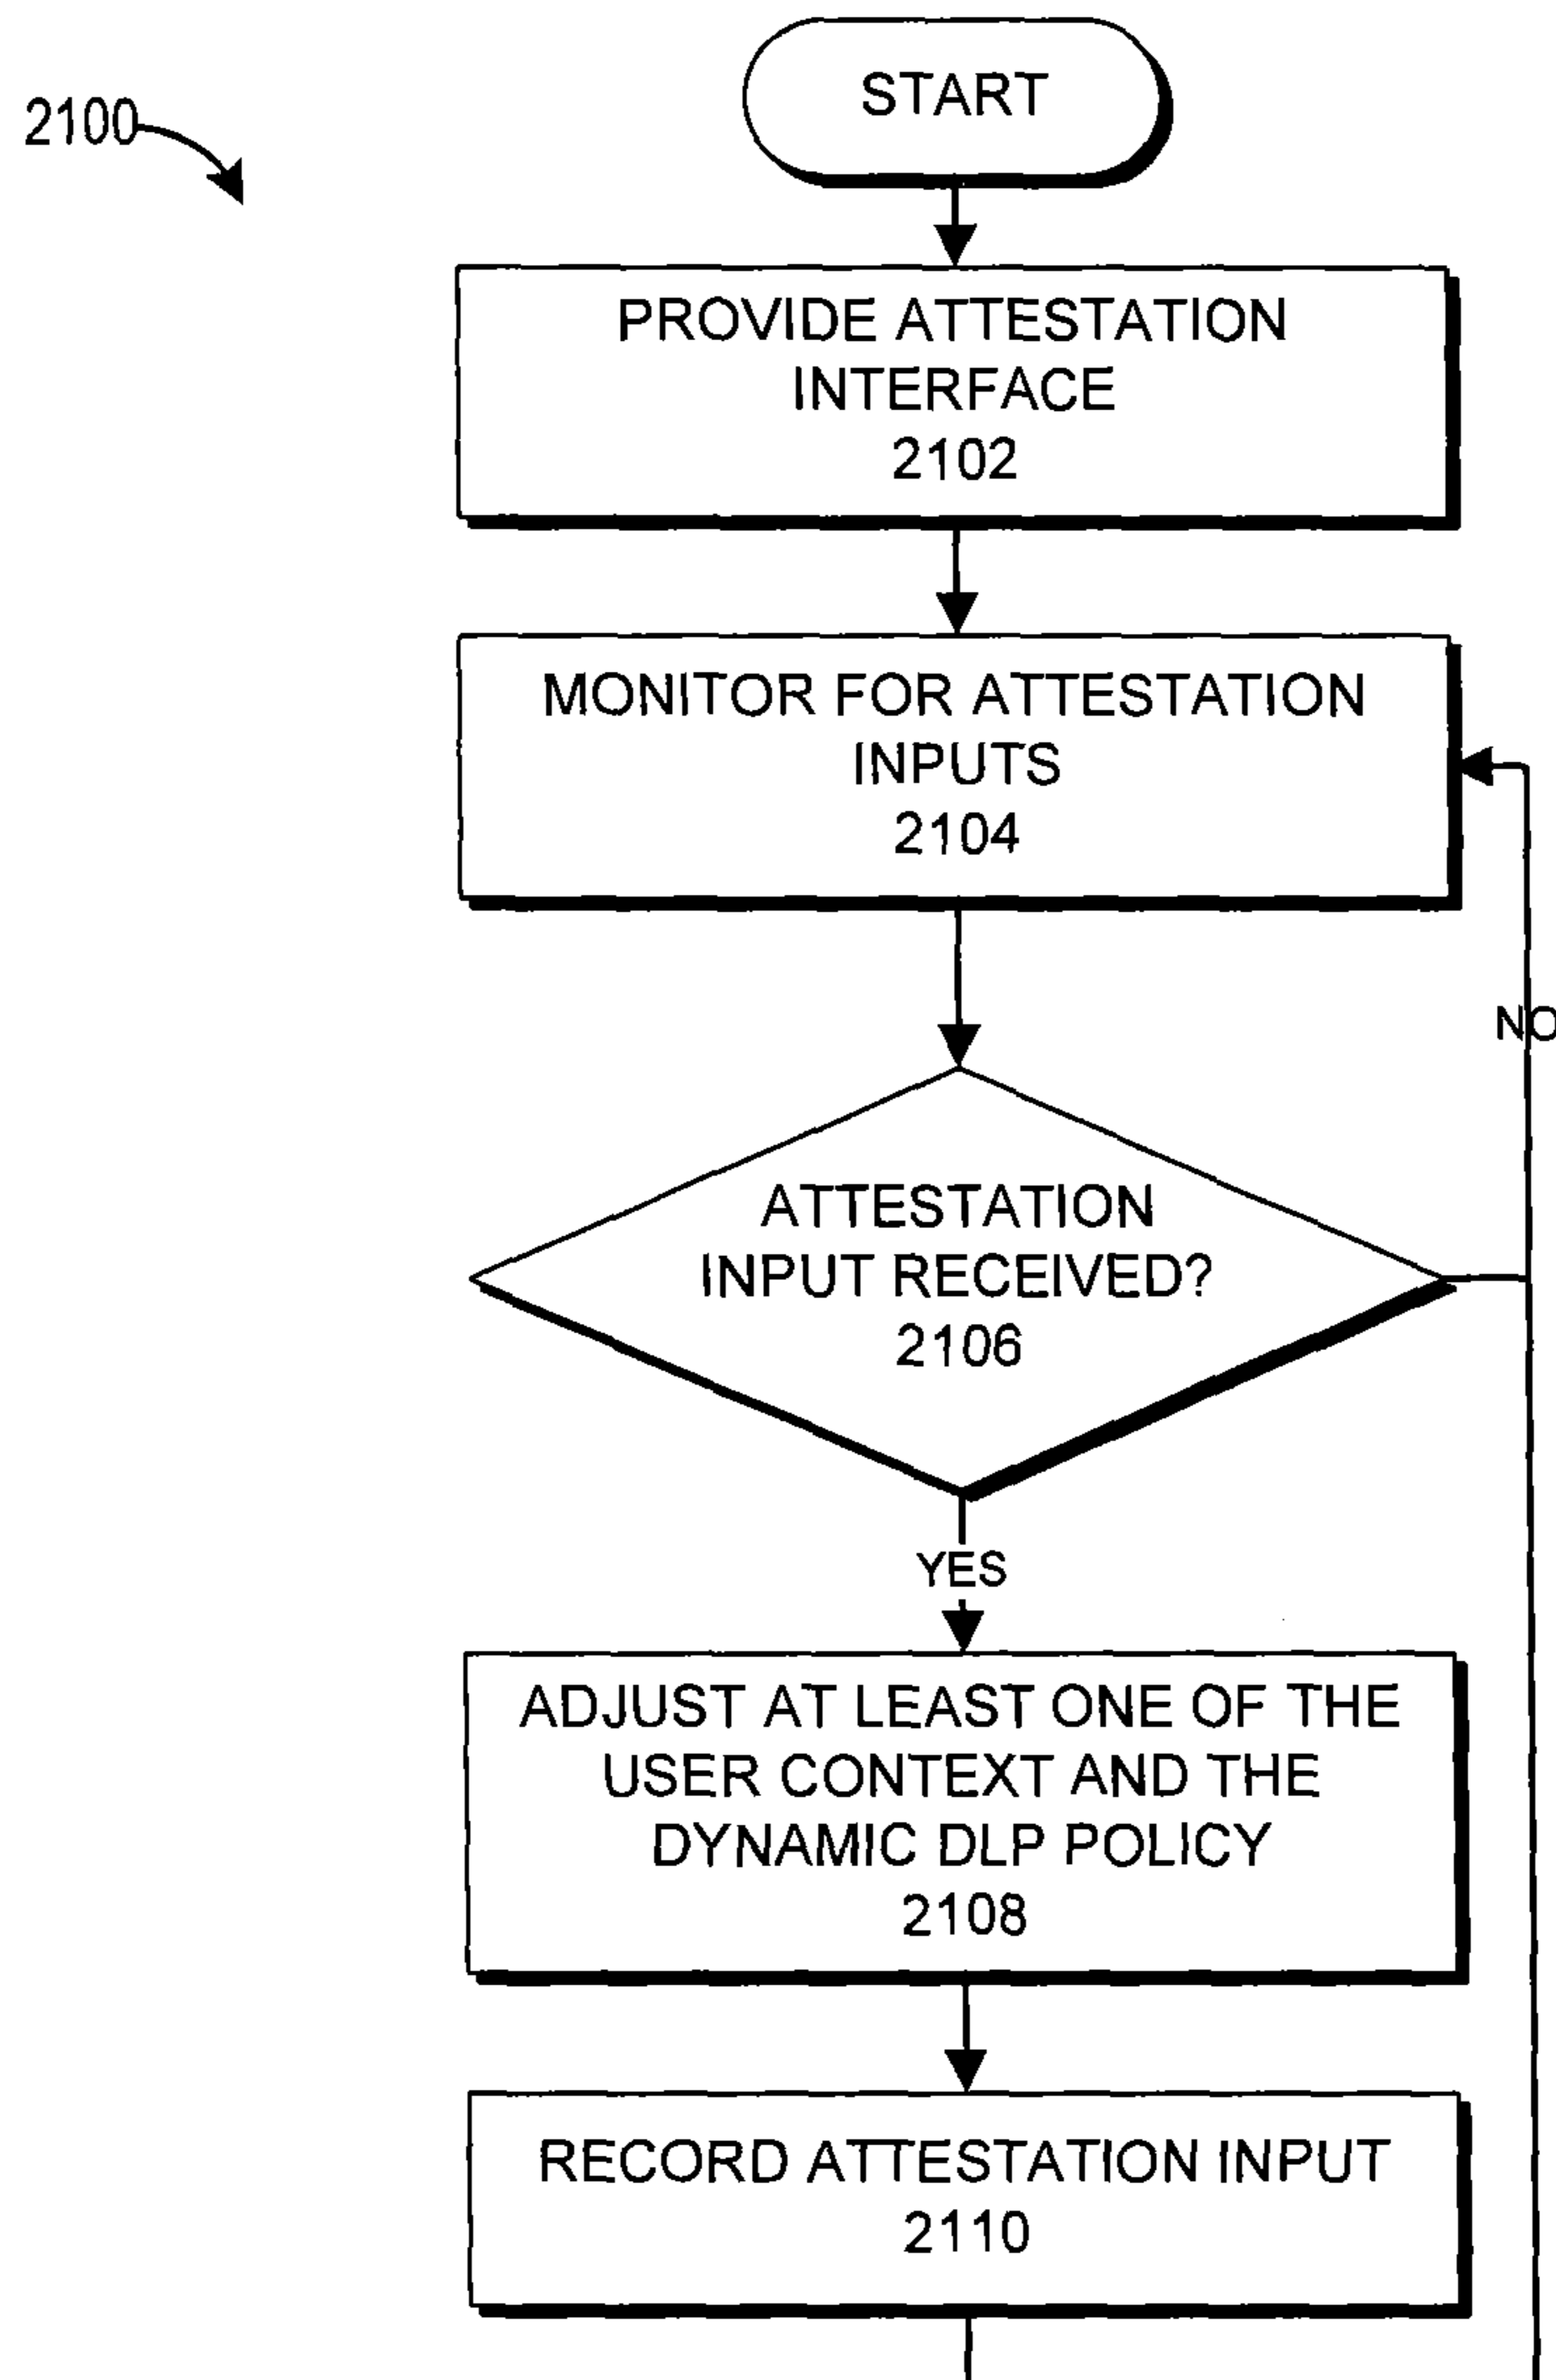 START
2100
PROVIDE ATTESTATION
INTERFACE
2102
MONITOR FOR ATTESTATION
INPUTS
2104
NO
ATTESTATION
INPUT RECEIVED?
2106
YES
ADJUST AT LEAST ONE OF THE
USER CONTEXT AND THE
DYNAMIC DLP POLICY
2108
RECORD ATTESTATION INPUT
2110